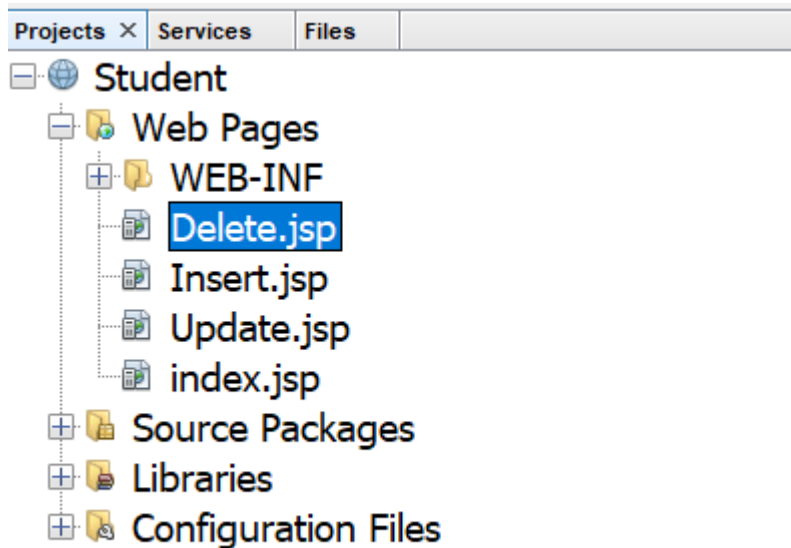 Projects Services Files
Student
Web Pages
WEB-INF
Delete.jsp
Insert.jsp
Update.jsp
index.jsp
Source Packages
Libraries
Configuration Files